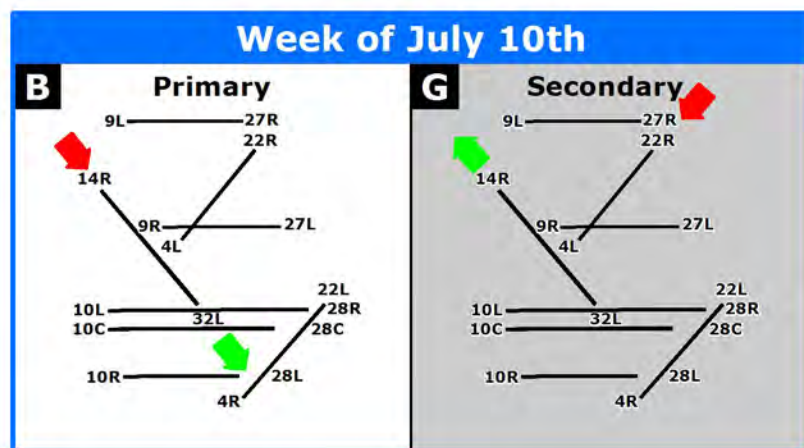 Week of July 10th
B Primary
9L 27R
22R
14R
9R 27L
4L
22L
10L 28R
32L
10C 28C
10R 28L
4R
G Secondary
9L 27R
22R
14R
9R 27L
4L
22L
10L 28R
32L
10C 28C
10R 28L
4R